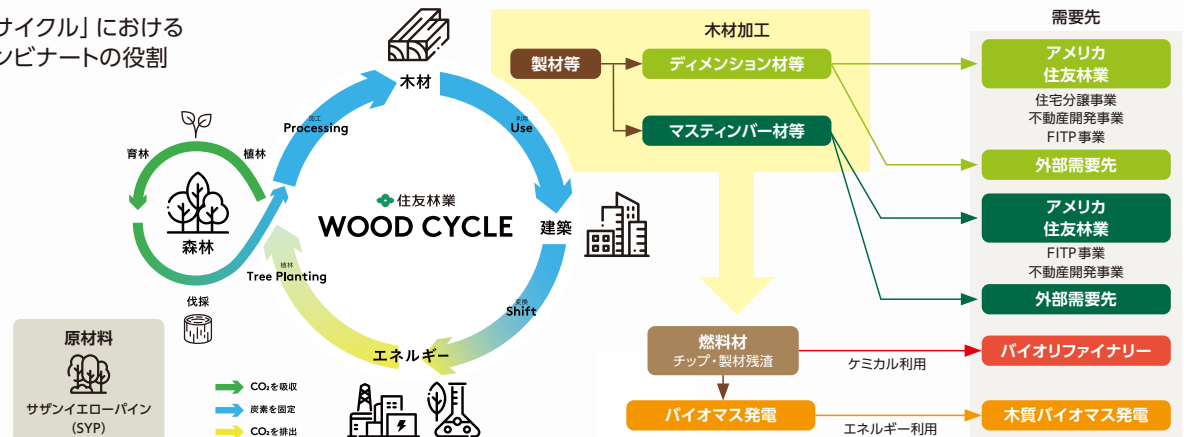 サイクル」における
ンビナートの役割
木材
加工
Processing
利用
Use
育林
植林
森林
伐採
住友林業
WOOD CYCLE
建築
植林
Tree Planting
変換
Shift
エネルギー
原材料
サザンイエローパイン
(SYP)
CO₂を吸収
炭素を固定
CO₂を排出
木材加工
製材等
ディメンション材等
マスティンバー材等
燃料材
チップ・製材残渣
バイオマス発電
ケミカル利用
エネルギー利用
需要先
アメリカ
住友林業
住宅分譲事業
不動産開発事業
FITP事業
外部需要先
アメリカ
住友林業
FITP事業
不動産開発事業
外部需要先
バイオリファイナリー
木質バイオマス発電